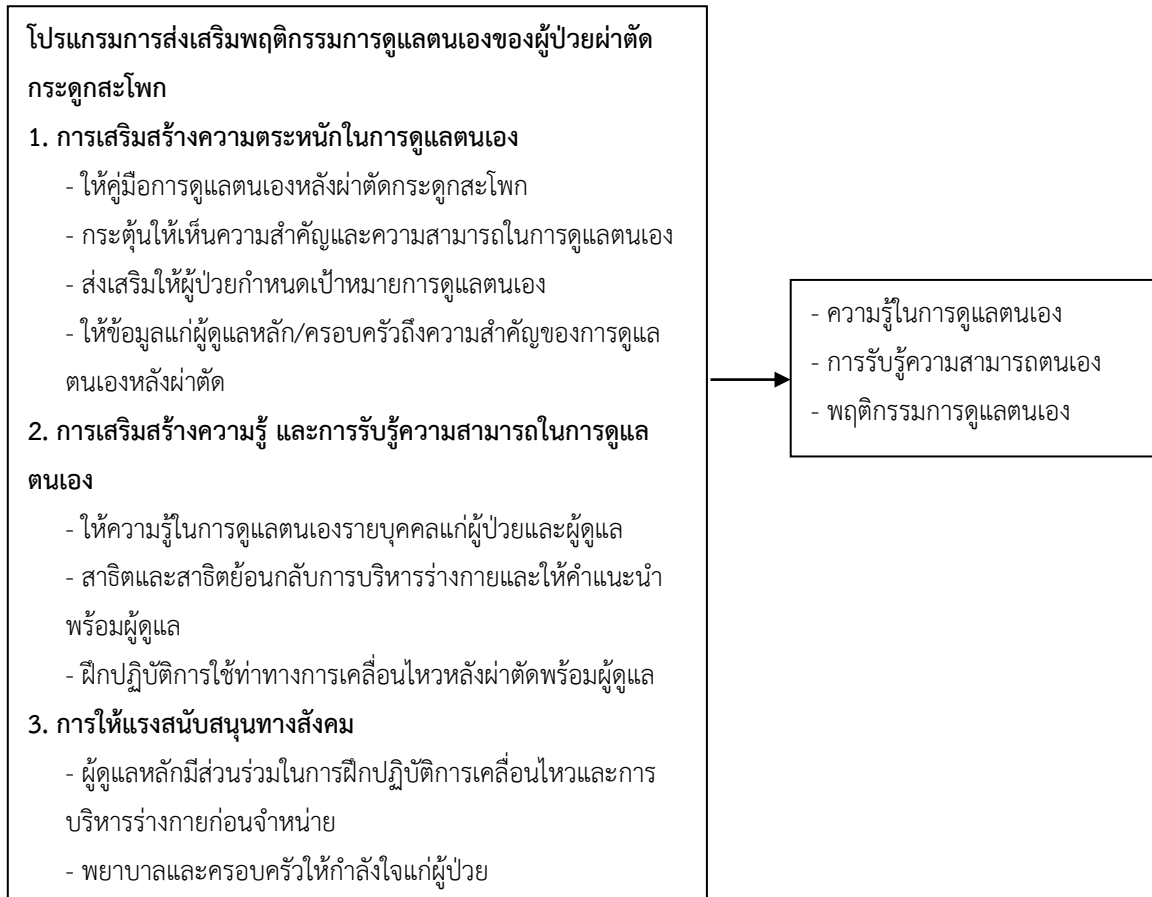 โปรแกรมการส่งเสริมพฤติกรรมการดูแลตนเองของผู้ป่วยผ่าตัด
กระดูกสะโพก
1. การเสริมสร้างความตระหนักในการดูแลตนเอง
- ให้คู่มือการดูแลตนเองหลังผ่าตัดกระดูกสะโพก
- กระตุ้นให้เห็นความสำคัญและความสามารถในการดูแลตนเอง
- ส่งเสริมให้ผู้ป่วยกำหนดเป้าหมายการดูแลตนเอง
- ให้ข้อมูลแก่ผู้ดูแลหลัก/ครอบครัวถึงความสำคัญของการดูแล
ตนเองหลังผ่าตัด
2. การเสริมสร้างความรู้ และการรับรู้ความสามารถในการดูแล
ตนเอง
- ให้ความรู้ในการดูแลตนเองรายบุคคลแก่ผู้ป่วยและผู้ดูแล
- สาธิตและสาธิตย้อนกลับการบริหารร่างกายและให้คำแนะนำ
พร้อมผู้ดูแล
- ฝึกปฏิบัติการใช้ท่าทางการเคลื่อนไหวหลังผ่าตัดพร้อมผู้ดูแล
3. การให้แรงสนับสนุนทางสังคม
- ผู้ดูแลหลักมีส่วนร่วมในการฝึกปฏิบัติการเคลื่อนไหวและการ
บริหารร่างกายก่อนจำหน่าย
- พยาบาลและครอบครัวให้กำลังใจแก่ผู้ป่วย
- ความรู้ในการดูแลตนเอง
- การรับรู้ความสามารถตนเอง
- พฤติกรรมการดูแลตนเอง